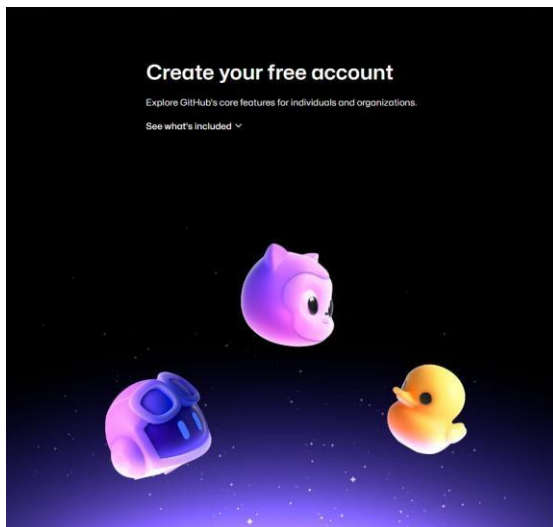 Create your free account
Explore GitHub's core features for individuals and organizations.
See what's included